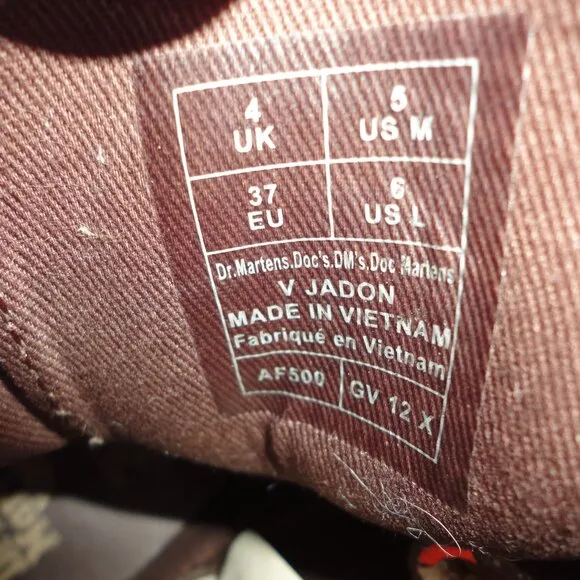 4 UK
5 US M
37 EU
6 US L
Dr.Martens.Doc's.DM's.Doc Martens
V JADON
MADE IN VIETNAM
Fabriqué en Vietnam
AF500
GV 12 X